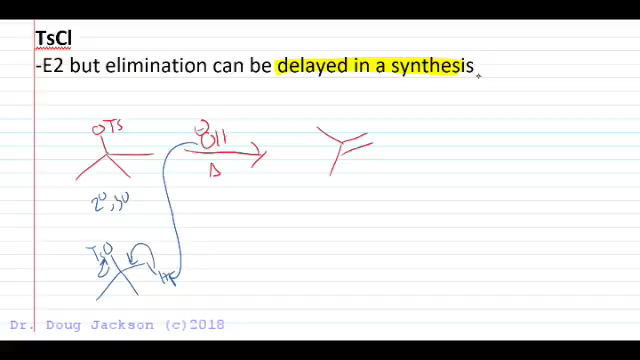 TsCl
-E2 but elimination can be delayed in a synthesis
OTs
⊖OH
Δ
2°, 3°
TsO
H
Dr. Doug Jackson (c)2018